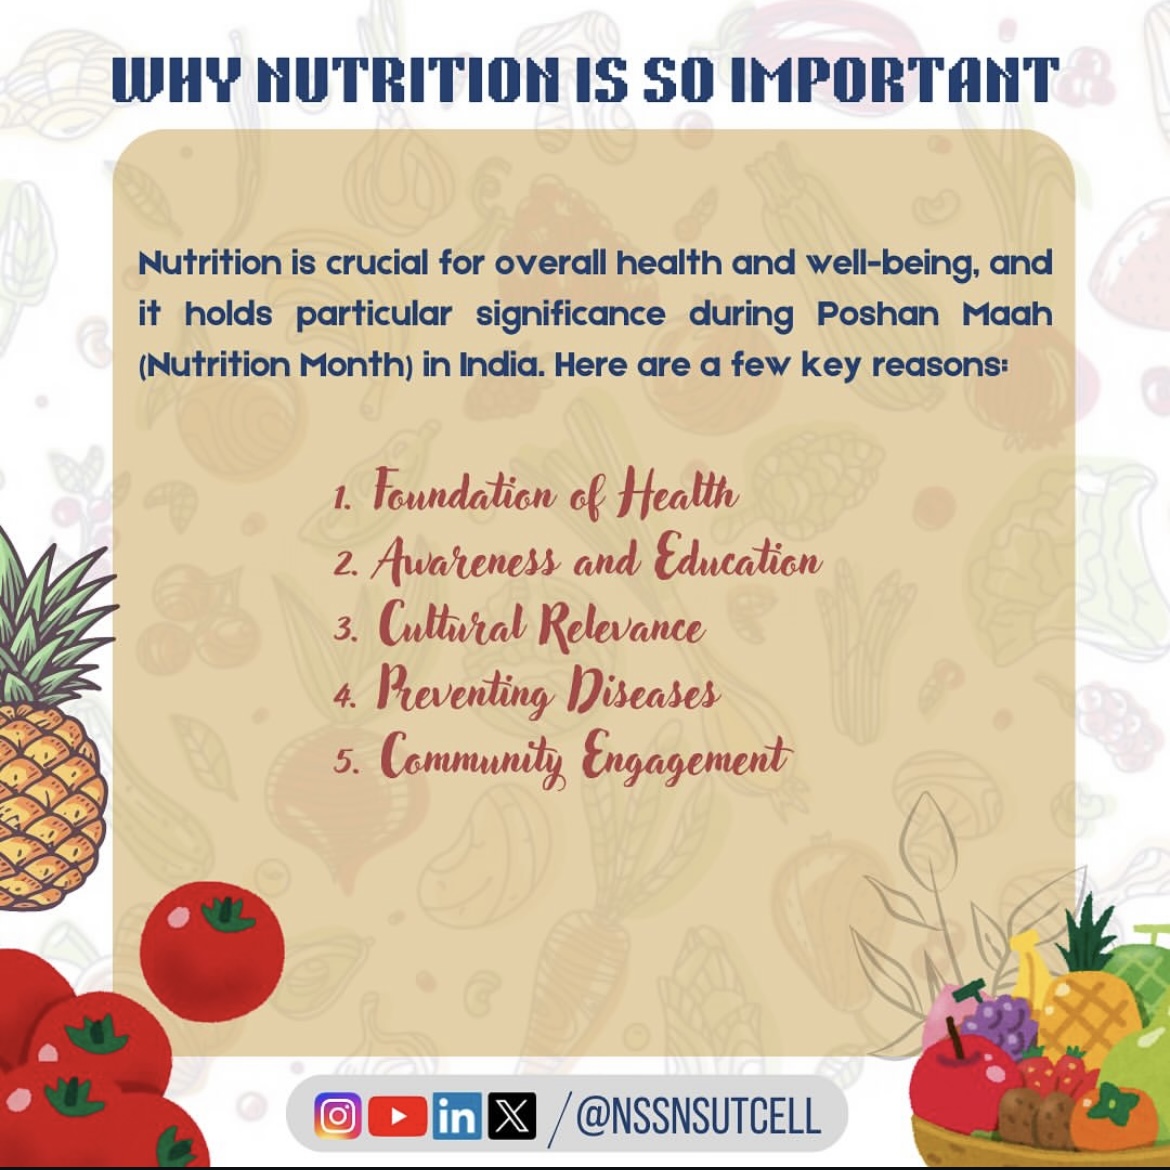 WHY NUTRITION IS SO IMPORTANT
Nutrition is crucial for overall health and well-being, and
it holds particular significance during Poshan Maah
(Nutrition Month) in India. Here are a few key reasons:
1. Foundation of Health
2. Awareness and Education
3. Cultural Relevance
4. Preventing Diseases
5. Community Engagement
/@NSSNSUTCELL